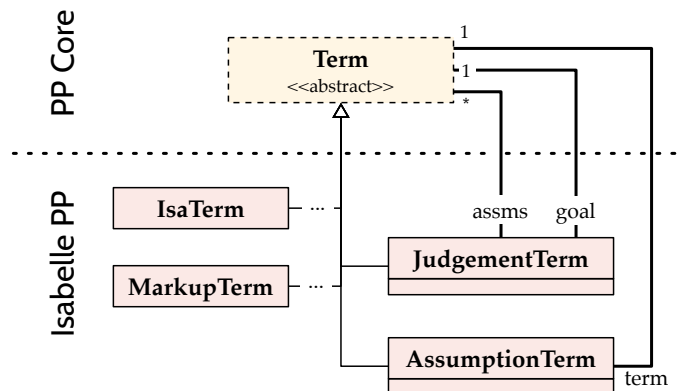 PP Core
1
Term
1
<<abstract>>
*
Isabelle PP
IsaTerm
...
assms
goal
JudgementTerm
MarkupTerm
...
AssumptionTerm
term